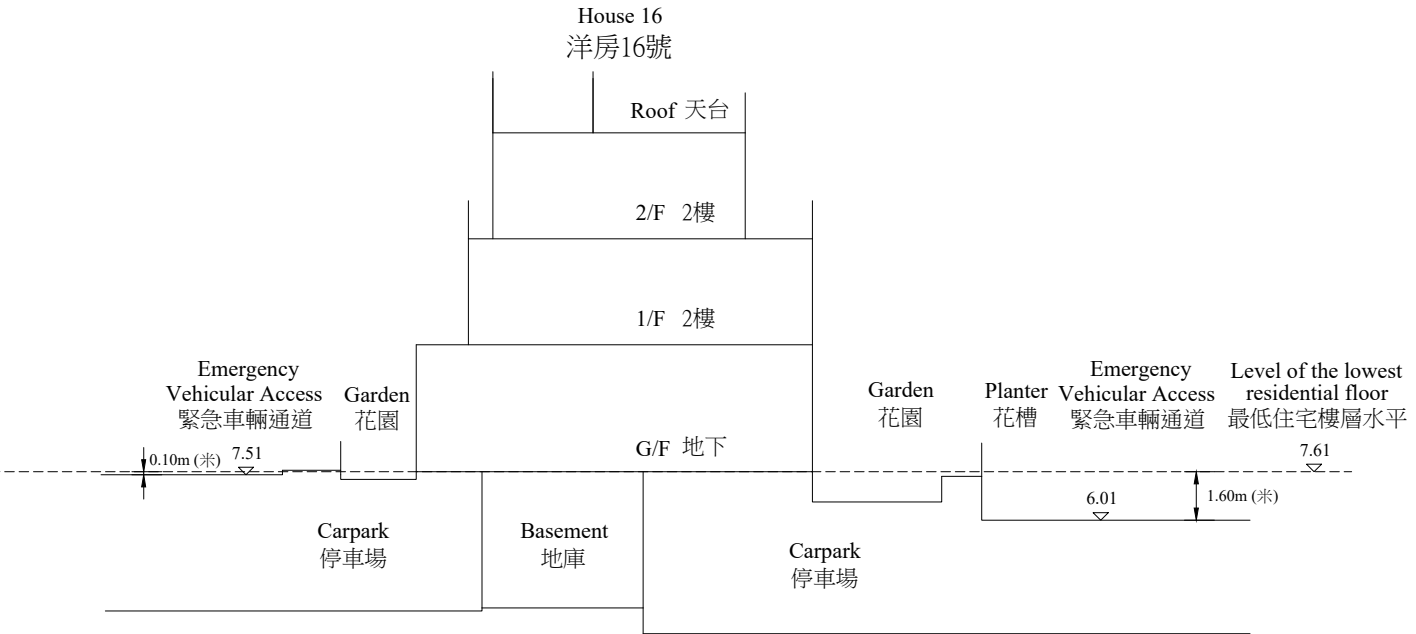 House 16
洋房16號
Roof 天台
2/F 2樓
1/F 2樓
Emergency
Vehicular Access
緊急車輛通道
Garden
花園
Garden
花園
Planter
花槽
Emergency
Vehicular Access
緊急車輛通道
Level of the lowest
residential floor
最低住宅樓層水平
G/F 地下
0.10m (米)
7.51
7.61
6.01
1.60m (米)
Carpark
停車場
Basement
地庫
Carpark
停車場